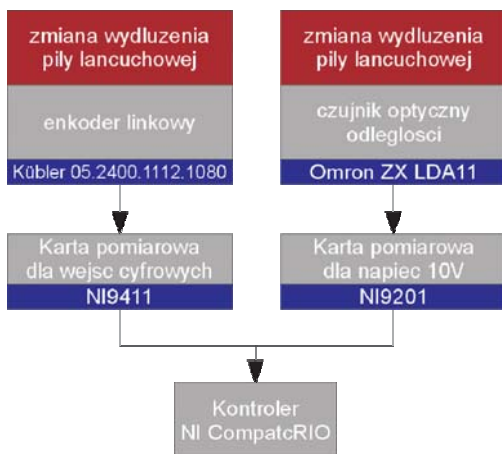 zmiana wydluzenia
pily lancuchowej
enkoder linkowy
Kübler 05.2400.1112.1080
zmiana wydluzenia
pily lancuchowej
czujnik optyczny
odleglosci
Omron ZX LDA11
Karta pomiarowa
dla wejsc cyfrowych
NI9411
Karta pomiarowa
dla napiec 10V
NI9201
Kontroler
NI CompatcRIO